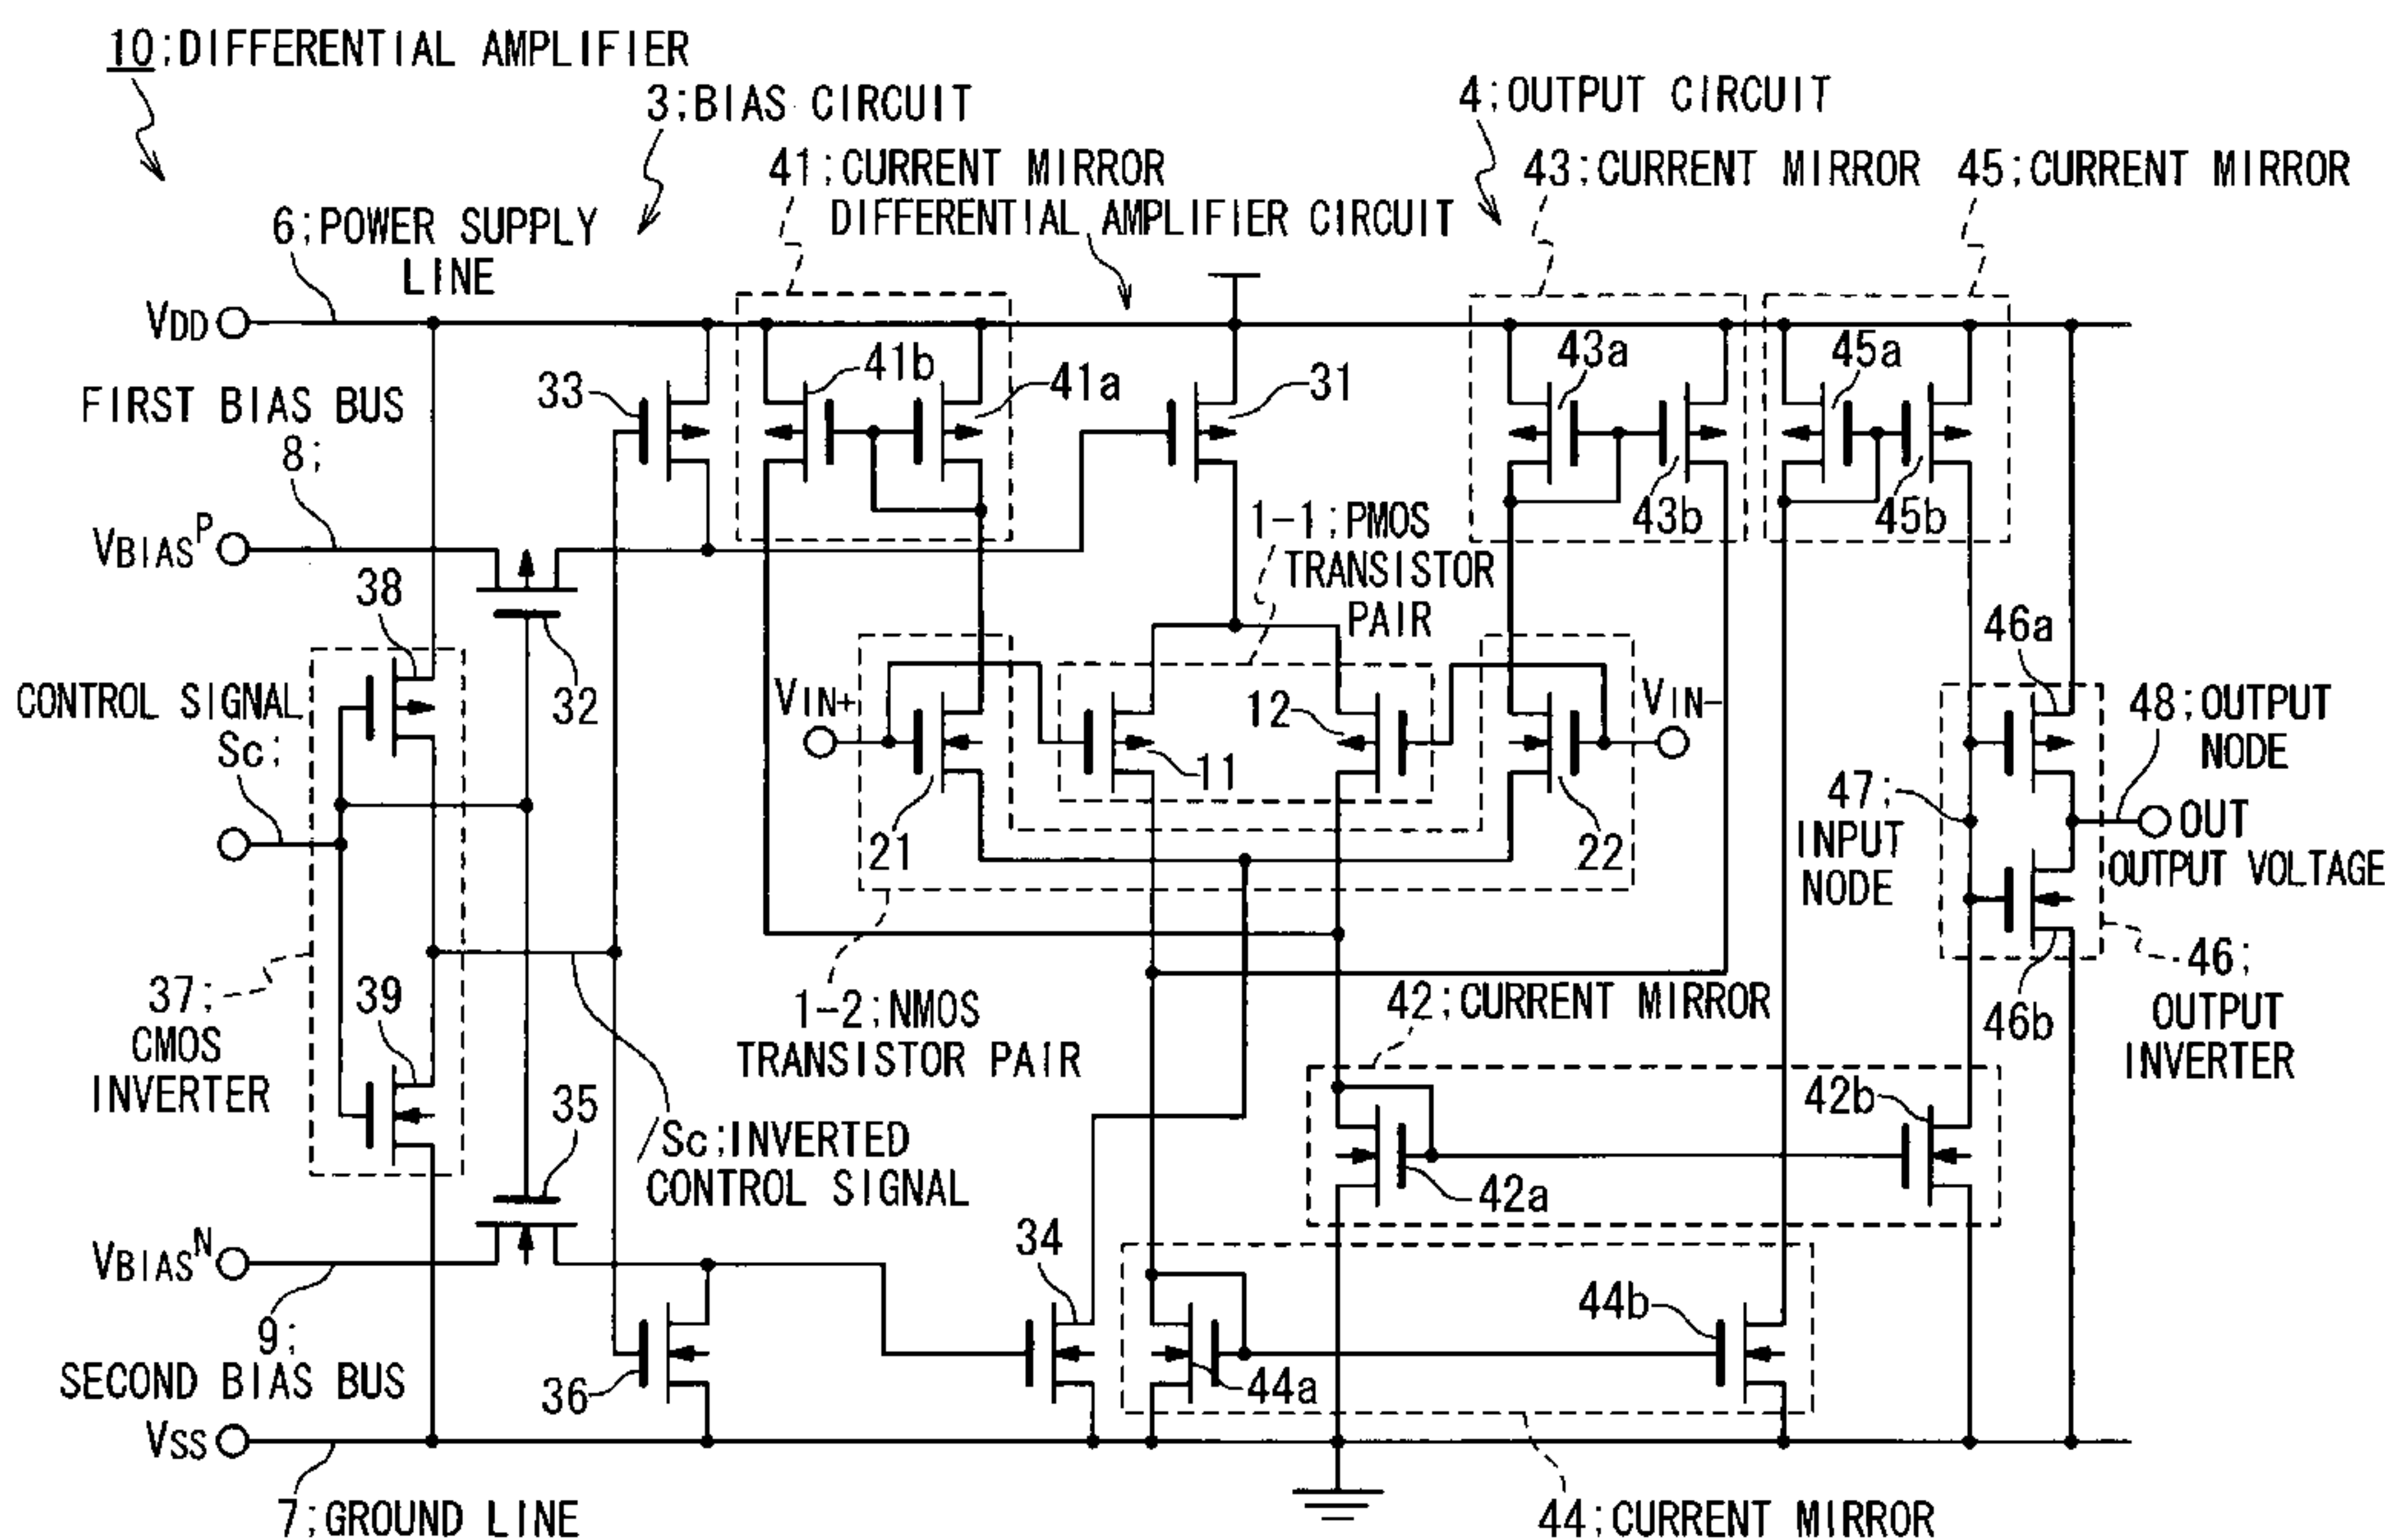 10;DIFFERENTIAL AMPLIFIER
3;BIAS CIRCUIT
4;OUTPUT CIRCUIT
41;CURRENT MIRROR
43;CURRENT MIRROR
45;CURRENT MIRROR
DIFFERENTIAL AMPLIFIER CIRCUIT
6;POWER SUPPLY
LINE
VDD
FIRST BIAS BUS
8;
33
41b
41a
31
43a
43b
45a
45b
VBIASP
38
32
1-1;PMOS
TRANSISTOR
PAIR
CONTROL SIGNAL
Sc;
VIN+
21
11
12
22
VIN-
46a
48;OUTPUT
NODE
47;
INPUT
NODE
OUT
OUTPUT VOLTAGE
46b
46;
OUTPUT
INVERTER
37;
CMOS
INVERTER
39
1-2;NMOS
TRANSISTOR PAIR
42;CURRENT MIRROR
42a
42b
35
/Sc;INVERTED
CONTROL SIGNAL
VBIASN
9;
SECOND BIAS BUS
36
34
44a
44b
VSS
7;GROUND LINE
44;CURRENT MIRROR